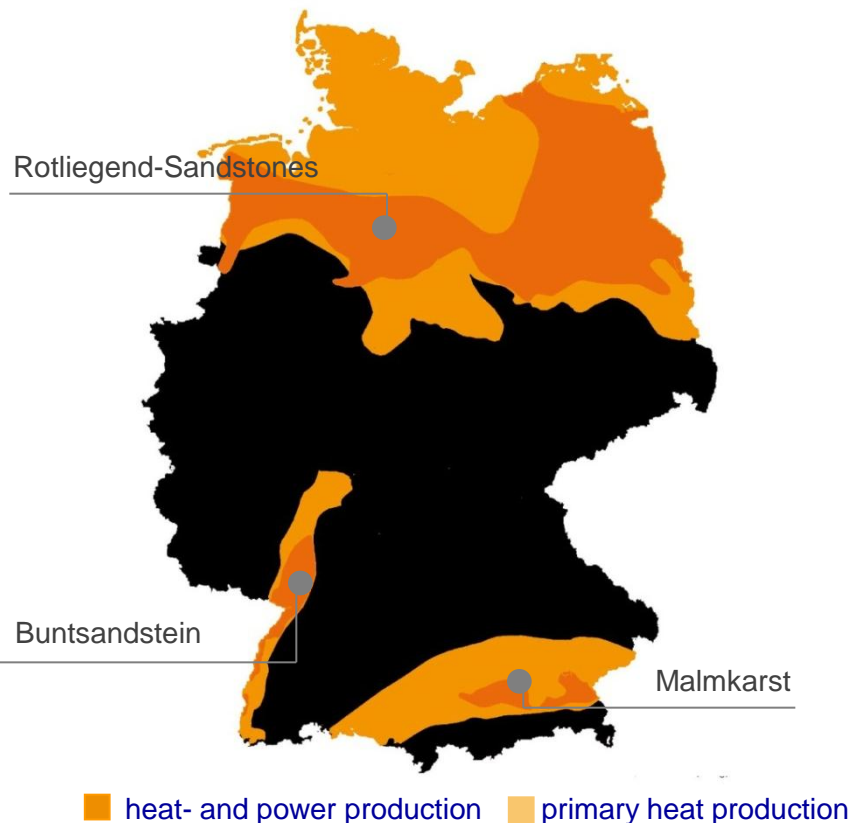 Rotliegend-Sandstones
Buntsandstein
Malmkarst
heat- and power production primary heat production